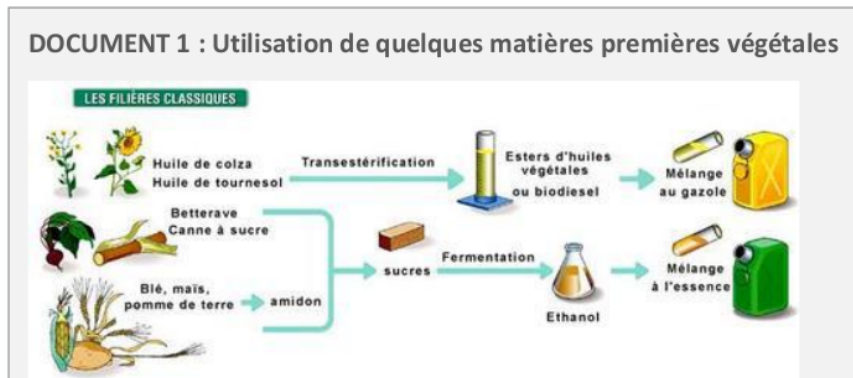 DOCUMENT 1 : Utilisation de quelques matières premières végétales
LES FILIÈRES CLASSIQUES
Huile de colza
Huile de tournesol
Transestérification
Esters d'huiles
végétales
ou biodiesel
Mélange
au gazole
Betterave
Canne à sucre
Blé, maïs,
pomme de terre
amidon
sucres
Fermentation
Ethanol
Mélange
à l'essence